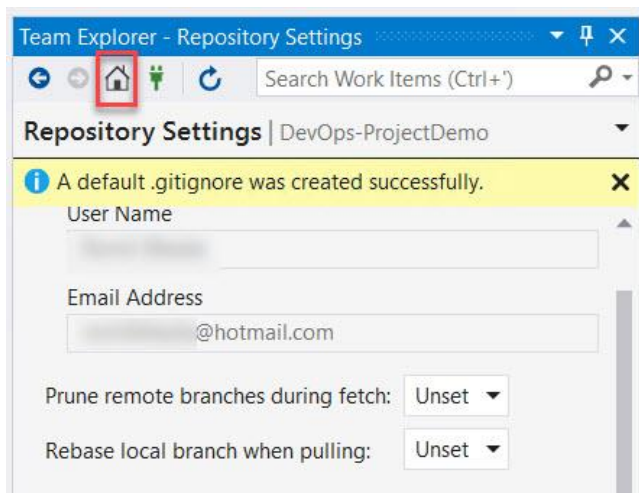 Team Explorer - Repository Settings
Search Work Items (Ctrl+')
Repository Settings | DevOps-ProjectDemo
A default .gitignore was created successfully.
User Name
Email Address
@hotmail.com
Prune remote branches during fetch: Unset
Rebase local branch when pulling: Unset